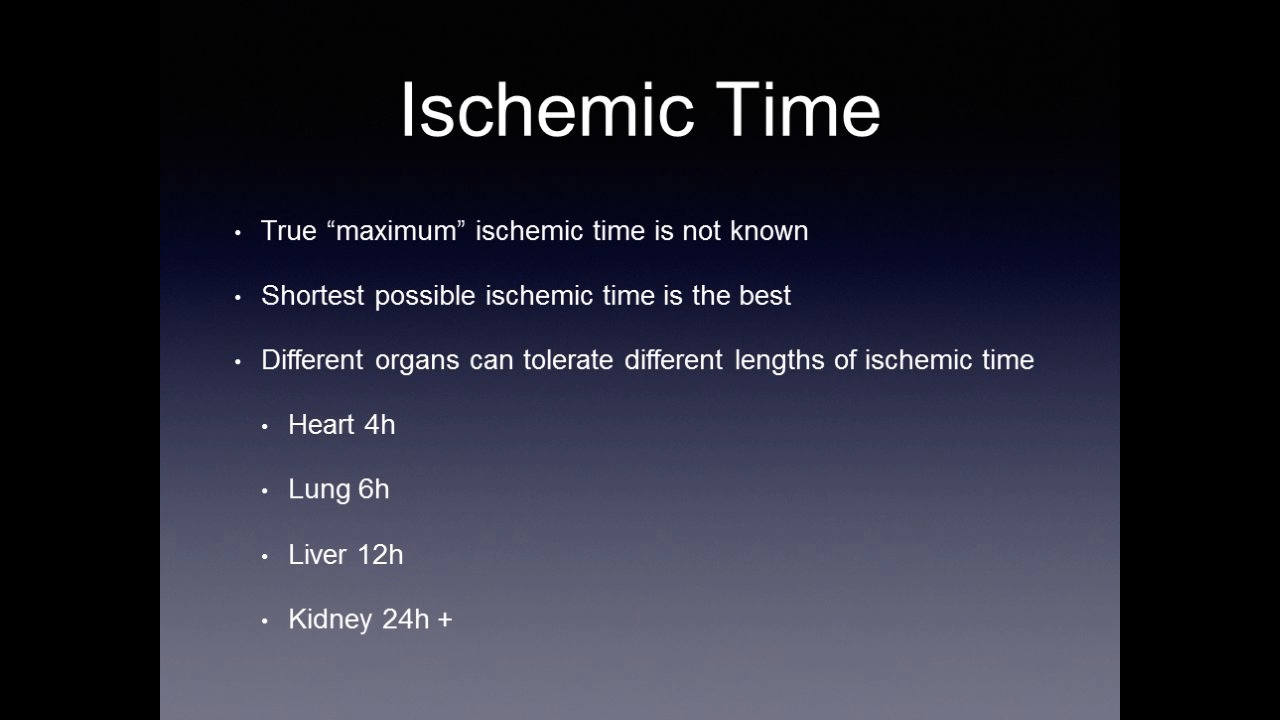 Ischemic Time
• True “maximum” ischemic time is not known
• Shortest possible ischemic time is the best
• Different organs can tolerate different lengths of ischemic time
• Heart 4h
• Lung 6h
• Liver 12h
• Kidney 24h +